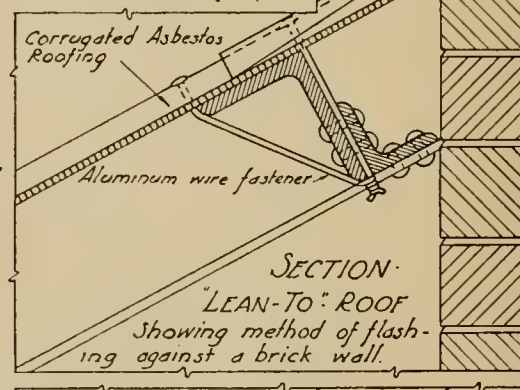 Corrugated Asbestos
Roofing
Aluminum wire fastener
SECTION·
"LEAN-TO": ROOF
Showing method of flash-
ing against a brick wall.